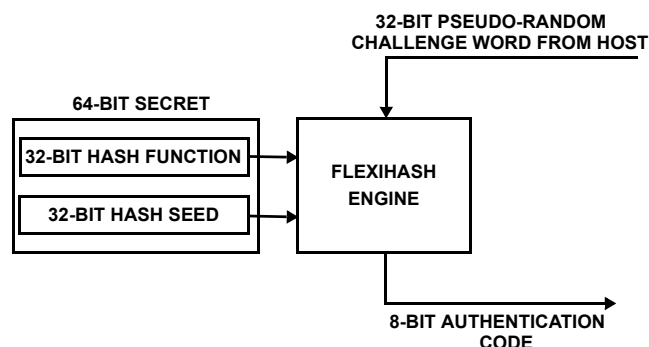 32-BIT PSEUDO-RANDOM
CHALLENGE WORD FROM HOST
64-BIT SECRET
32-BIT HASH FUNCTION
32-BIT HASH SEED
FLEXIHASH
ENGINE
8-BIT AUTHENTICATION
CODE